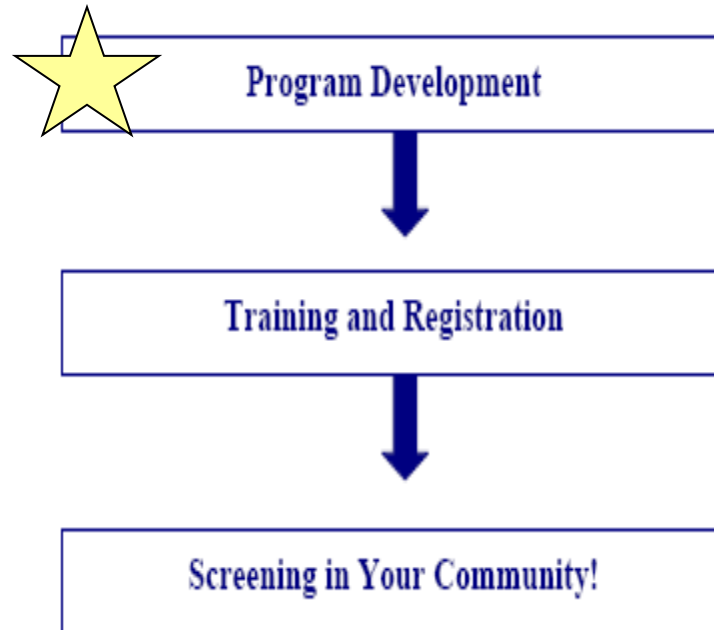 Program Development
Training and Registration
Screening in Your Community!